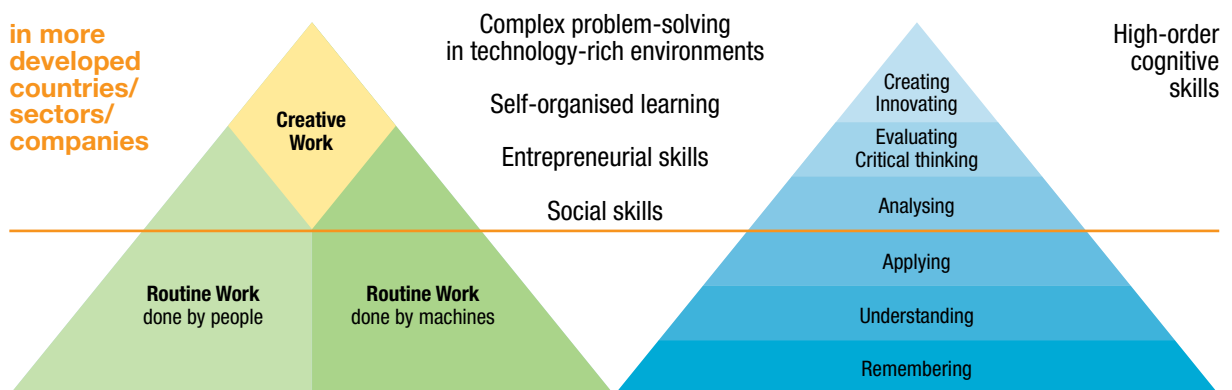 in more
developed
countries/
sectors/
companies
Creative
Work
Routine Work
done by people
Routine Work
done by machines
Complex problem-solving
in technology-rich environments
Self-organised learning
Entrepreneurial skills
Social skills
Creating
Innovating
Evaluating
Critical thinking
Analysing
Applying
Understanding
Remembering
High-order
cognitive
skills